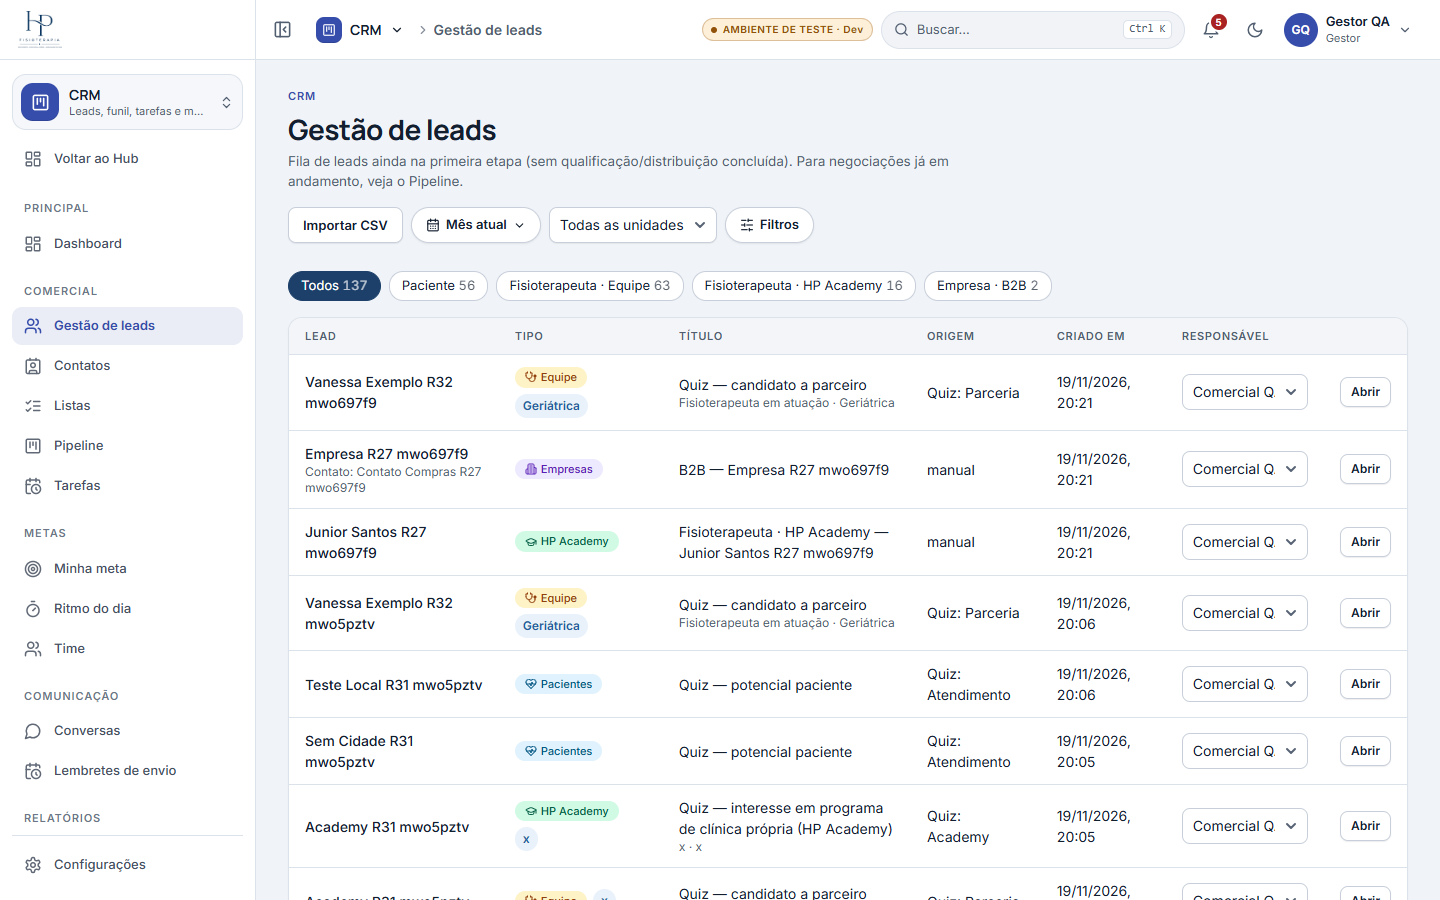 HP
FISIOTERAPIA
CRM
Gestão de leads
AMBIENTE DE TESTE · Dev
Buscar...
Ctrl K
5
GQ
Gestor QA
Gestor
CRM
Leads, funil, tarefas e m...
Voltar ao Hub
PRINCIPAL
Dashboard
COMERCIAL
Gestão de leads
Contatos
Listas
Pipeline
Tarefas
METAS
Minha meta
Ritmo do dia
Time
COMUNICAÇÃO
Conversas
Lembretes de envio
RELATÓRIOS
Configurações
CRM
Gestão de leads
Fila de leads ainda na primeira etapa (sem qualificação/distribuição concluída). Para negociações já em
andamento, veja o Pipeline.
Importar CSV
Mês atual
Todas as unidades
Filtros
Todos 137
Paciente 56
Fisioterapeuta · Equipe 63
Fisioterapeuta · HP Academy 16
Empresa · B2B 2
LEAD TIPO TÍTULO ORIGEM CRIADO EM RESPONSÁVEL
Vanessa Exemplo R32
mwo697f9
Equipe
Geriátrica
Quiz — candidato a parceiro
Fisioterapeuta em atuação · Geriátrica
Quiz: Parceria
19/11/2026,
20:21
Comercial Q
Abrir
Empresa R27 mwo697f9
Contato: Contato Compras R27
mwo697f9
Empresas
B2B — Empresa R27 mwo697f9
manual
19/11/2026,
20:21
Comercial Q
Abrir
Junior Santos R27
mwo697f9
HP Academy
Fisioterapeuta · HP Academy —
Junior Santos R27 mwo697f9
manual
19/11/2026,
20:21
Comercial Q
Abrir
Vanessa Exemplo R32
mwo5pztv
Equipe
Geriátrica
Quiz — candidato a parceiro
Fisioterapeuta em atuação · Geriátrica
Quiz: Parceria
19/11/2026,
20:06
Comercial Q
Abrir
Teste Local R31 mwo5pztv
Pacientes
Quiz — potencial paciente
Quiz:
Atendimento
19/11/2026,
20:06
Comercial Q
Abrir
Sem Cidade R31
mwo5pztv
Pacientes
Quiz — potencial paciente
Quiz:
Atendimento
19/11/2026,
20:05
Comercial Q
Abrir
Academy R31 mwo5pztv
HP Academy
x
Quiz — interesse em programa
de clínica própria (HP Academy)
x · x
Quiz:
Academy
19/11/2026,
20:05
Comercial Q
Abrir
Academy R31 mwo5pztv
Equipe
x
Quiz — candidato a parceiro
Quiz: Parceria
19/11/2026,
Comercial Q
Abrir